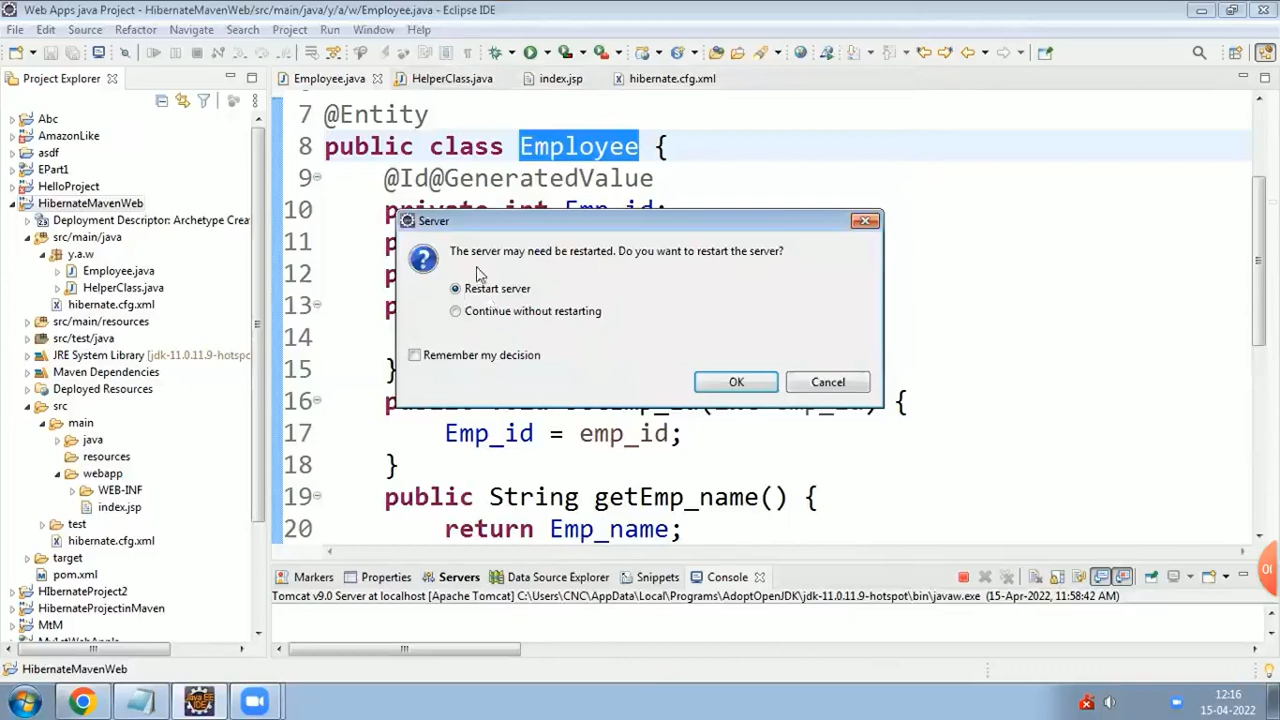 Web Apps java Project - HibernateMavenWeb/src/main/java/y/a/w/Employee.java - Eclipse IDE
File Edit Source Refactor Navigate Search Project Run Window Help
Project Explorer
Employee.java HelperClass.java index.jsp hibernate.cfg.xml
Abc
AmazonLike
asdf
EPart1
HelloProject
HibernateMavenWeb
Deployment Descriptor: Archetype Crea
src/main/java
y.a.w
Employee.java
HelperClass.java
hibernate.cfg.xml
src/main/resources
src/test/java
JRE System Library [jdk-11.0.11.9-hotspo
Maven Dependencies
Deployed Resources
src
main
java
resources
webapp
WEB-INF
index.jsp
test
hibernate.cfg.xml
target
pom.xml
HIbernateProject2
HibernateProjectinMaven
MtM
7 @Entity
8 public class Employee {
9 @Id@GeneratedValue
10 private int Emp_id;
11
12
13
14
15 }
16 {
17 Emp_id = emp_id;
18 }
19 public String getEmp_name() {
20 return Emp_name;
Server
The server may need be restarted. Do you want to restart the server?
Restart server
Continue without restarting
Remember my decision
OK Cancel
Markers Properties Servers Data Source Explorer Snippets Console
Tomcat v9.0 Server at localhost [Apache Tomcat] C:\Users\CNC\AppData\Local\Programs\AdoptOpenJDK\jdk-11.0.11.9-hotspot\bin\javaw.exe (15-Apr-2022, 11:58:42 AM)
HibernateMavenWeb
12:16
15-04-2022